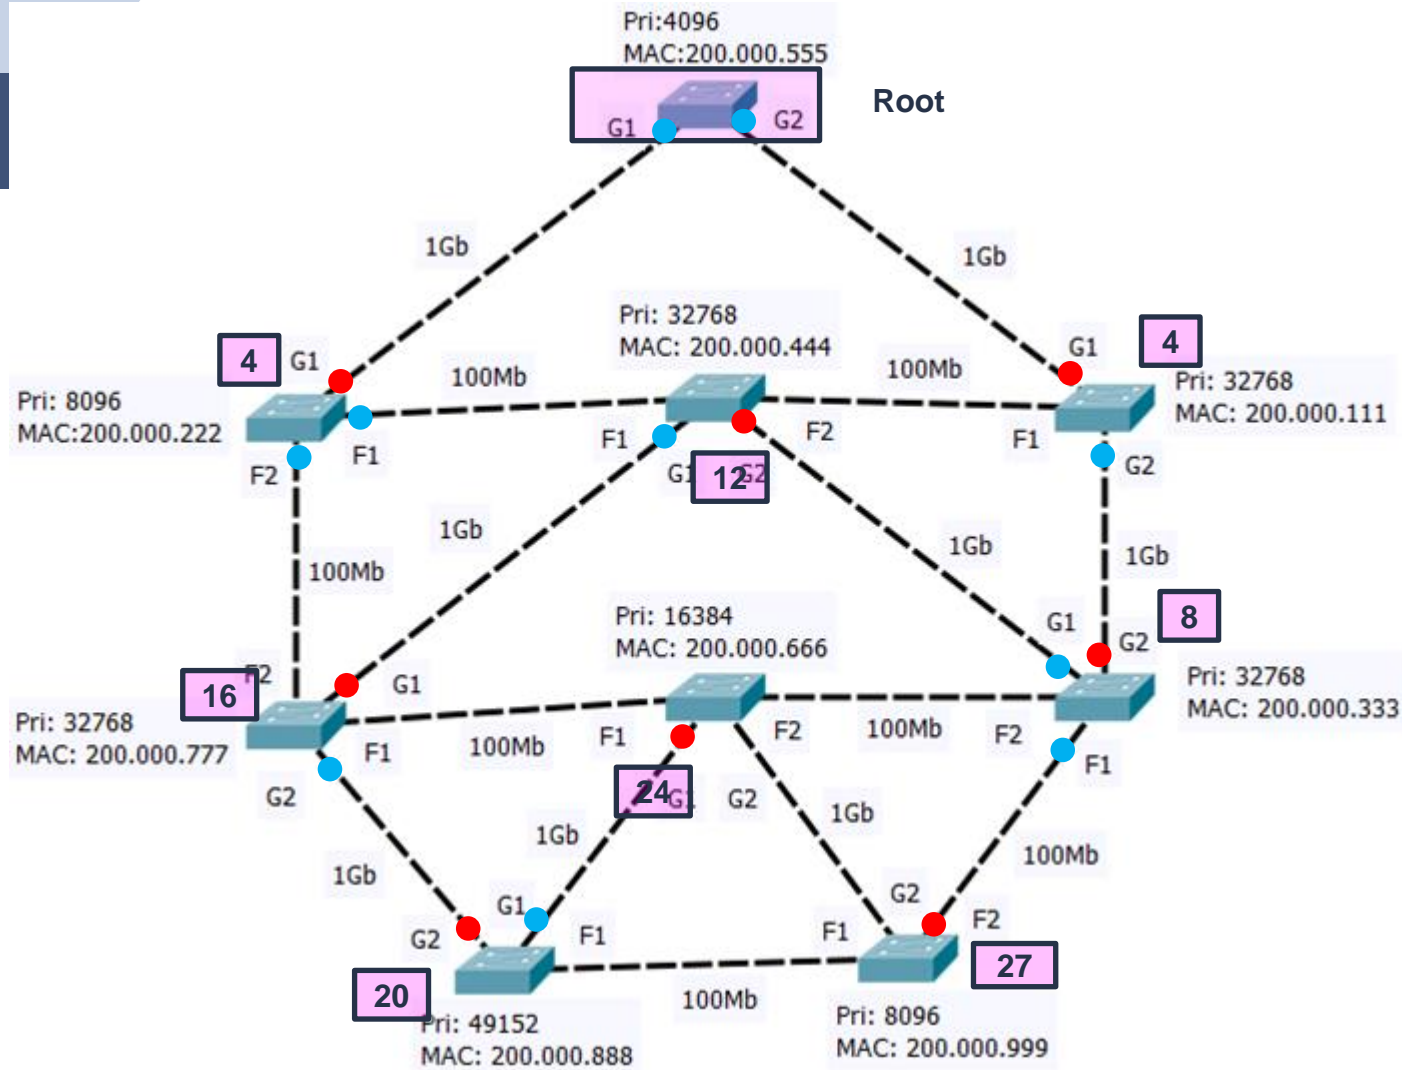 Pri:4096
MAC:200.000.555
Root
G1
G2
1Gb
1Gb
Pri: 32768
MAC: 200.000.444
4
G1
100Mb
100Mb
G1
4
Pri: 8096
MAC:200.000.222
Pri: 32768
MAC: 200.000.111
F1
F2
F1
F2
F1
G2
G1
12
G2
1Gb
1Gb
100Mb
1Gb
Pri: 16384
MAC: 200.000.666
G1
G2
8
F2
16
G1
Pri: 32768
MAC: 200.000.777
Pri: 32768
MAC: 200.000.333
F1
100Mb
F1
F2
100Mb
F2
F1
G2
24
G1
G2
1Gb
1Gb
100Mb
1Gb
G2
G1
G2
F1
F1
F2
20
27
100Mb
Pri: 49152
MAC: 200.000.888
Pri: 8096
MAC: 200.000.999